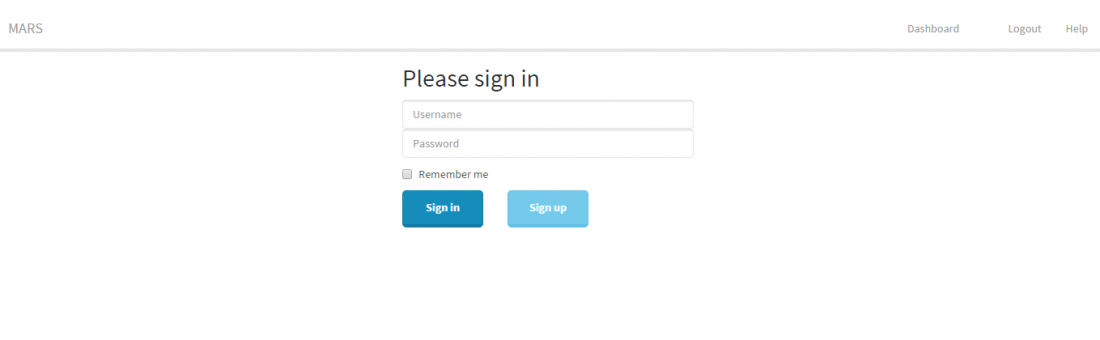 MARS Dashboard Logout Help
Please sign in
Username
Password
Remember me
Sign in Sign up